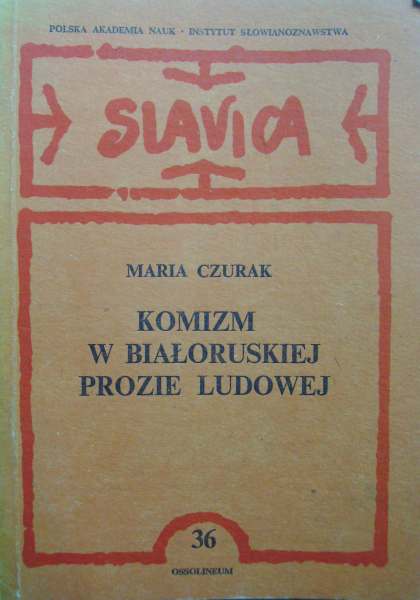 POLSKA AKADEMIA NAUK • INSTYTUT SŁOWIANOZNAWSTWA
SLAVICA
MARIA CZURAK
KOMIZM
W BIAŁORUSKIEJ
PROZIE LUDOWEJ
36
OSSOLINEUM